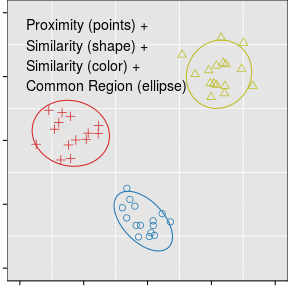 Proximity (points) +
Similarity (shape) +
Similarity (color) +
Common Region (ellipse)